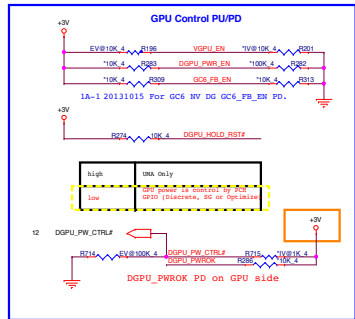 GPU Control PU/PD
+3V
EV@10K_4 R196 VGPU_EN *IV@10K_4 R201
*10K_4 R283 DGPU_PWR_EN *100K_4 R282
*10K_4 R309 GC6_FB_EN *10K_4 R313
1A-1 20131015 For GC6 NV DG GC6_FB_EN PD.
+3V
R274 10K_4 DGPU_HOLD_RST#
high UMA Only
low GPU power is control by PCH
GPIO (Discrete, SG or Optimize)
+3V
12 DGPU_PW_CTRL#
R714 EV@100K_4 DGPU_PW_CTRL# R715 *IV@1K_4
DGPU_PWROK R286 10K_4
DGPU_PWROK PD on GPU side